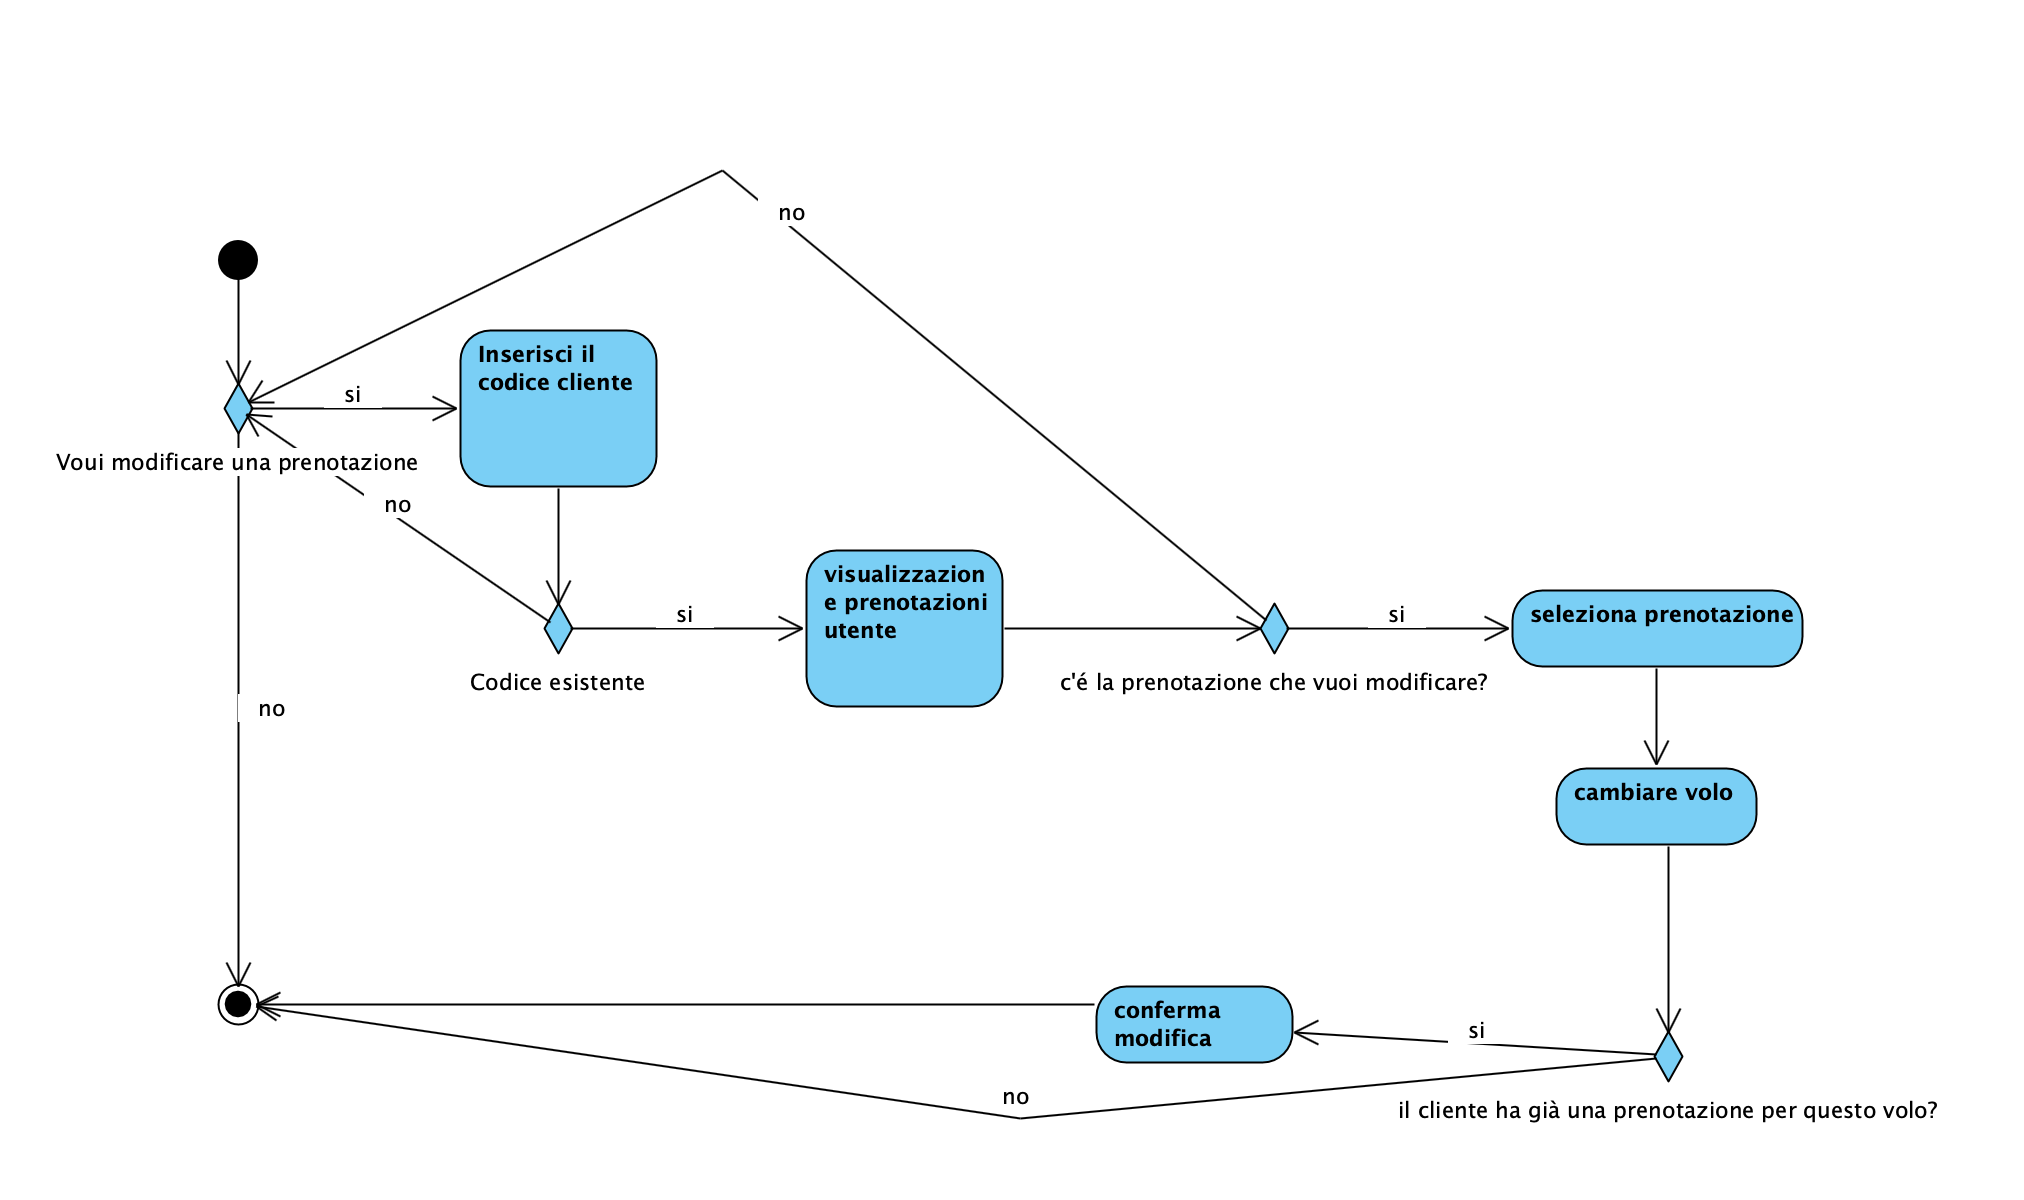 no
Inserisci il
codice cliente
si
Voui modificare una prenotazione
no
visualizzazion
e prenotazioni
utente
si
si
seleziona prenotazione
Codice esistente
c'é la prenotazione che vuoi modificare?
no
cambiare volo
conferma
modifica
si
no
il cliente ha già una prenotazione per questo volo?